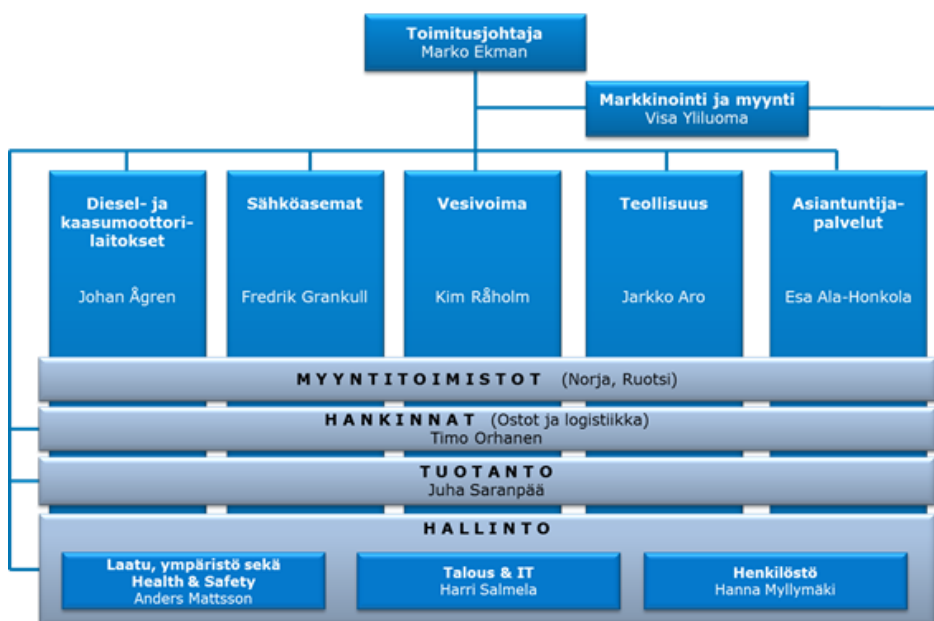 Toimitusjohtaja
Marko Ekman
Markkinointi ja myynti
Visa Yliluoma
Diesel- ja
kaasumoottori-
laitokset
Johan Ågren
Sähköasemat
Fredrik Grankull
Vesivoima
Kim Råholm
Teollisuus
Jarkko Aro
Asiantuntija-
palvelut
Esa Ala-Honkola
MYYNTITOIMISTOT (Norja, Ruotsi)
HANKINNAT (Ostot ja logistiikka)
Timo Orhanen
TUOTANTO
Juha Saranpää
HALLINTO
Laatu, ympäristö sekä
Health & Safety
Anders Mattsson
Talous & IT
Harri Salmela
Henkilöstö
Hanna Myllymäki